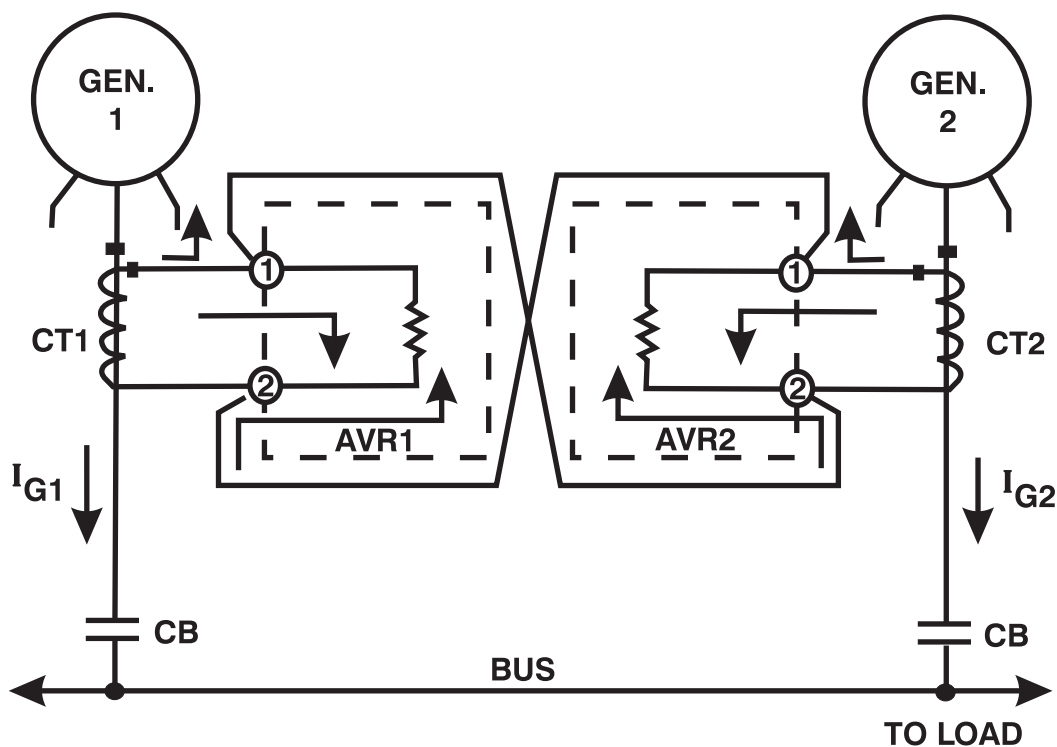 GEN.
1
GEN.
2
1
1
CT1
CT2
2
2
AVR1
AVR2
IG1
IG2
CB
CB
BUS
TO LOAD